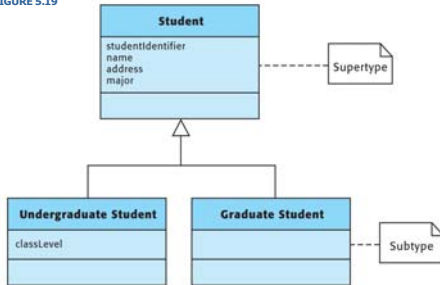 FIGURE 5.19
Student
studentIdentifier
name
address
major
Supertype
Undergraduate Student
classLevel
Graduate Student
Subtype